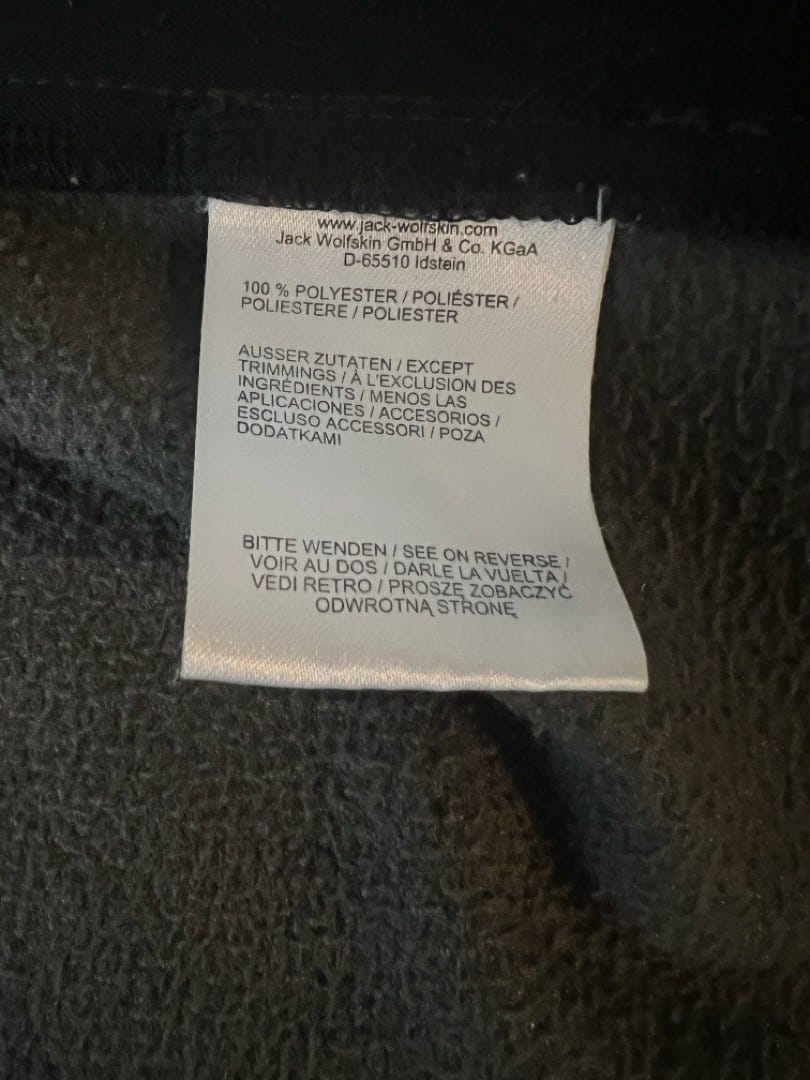 www.jack-wolfskin.com
Jack Wolfskin GmbH & Co. KGaA
D-65510 Idstein
100 % POLYESTER / POLIÉSTER /
POLIESTERE / POLIESTER
AUSSER ZUTATEN / EXCEPT
TRIMMINGS / À L'EXCLUSION DES
INGRÉDIENTS / MENOS LAS
APLICACIONES / ACCESORIOS /
ESCLUSO ACCESSORI / POZA
DODATKAMI
BITTE WENDEN / SEE ON REVERSE /
VOIR AU DOS / DARLE LA VUELTA /
VEDI RETRO / PROSZĘ ZOBACZYĆ
ODWROTNĄ STRONĘ